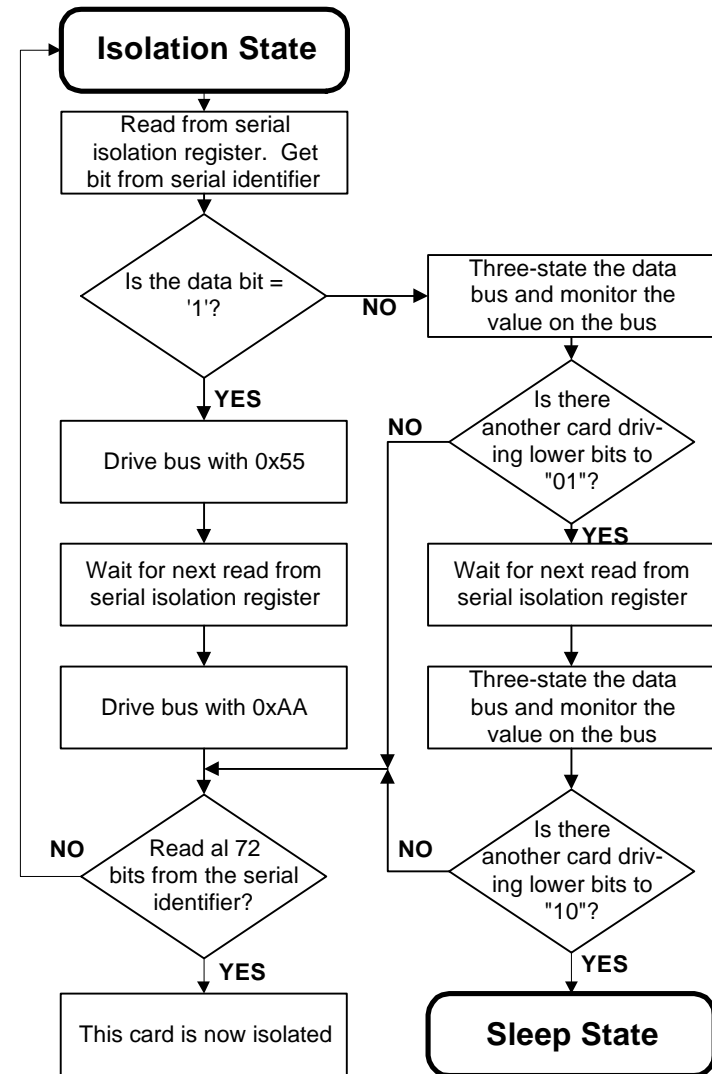 Isolation State
Read from serial
isolation register.  Get
bit from serial identifier
Is the data bit =
'1'?
NO
YES
Three-state the data
bus and monitor the
value on the bus
Drive bus with 0x55
Is there
another card driv-
ing lower bits to
"01"?
NO
YES
Wait for next read from
serial isolation register
Wait for next read from
serial isolation register
Drive bus with 0xAA
Three-state the data
bus and monitor the
value on the bus
Read al 72
bits from the serial
identifier?
NO
YES
Is there
another card driv-
ing lower bits to
"10"?
NO
YES
This card is now isolated
Sleep State